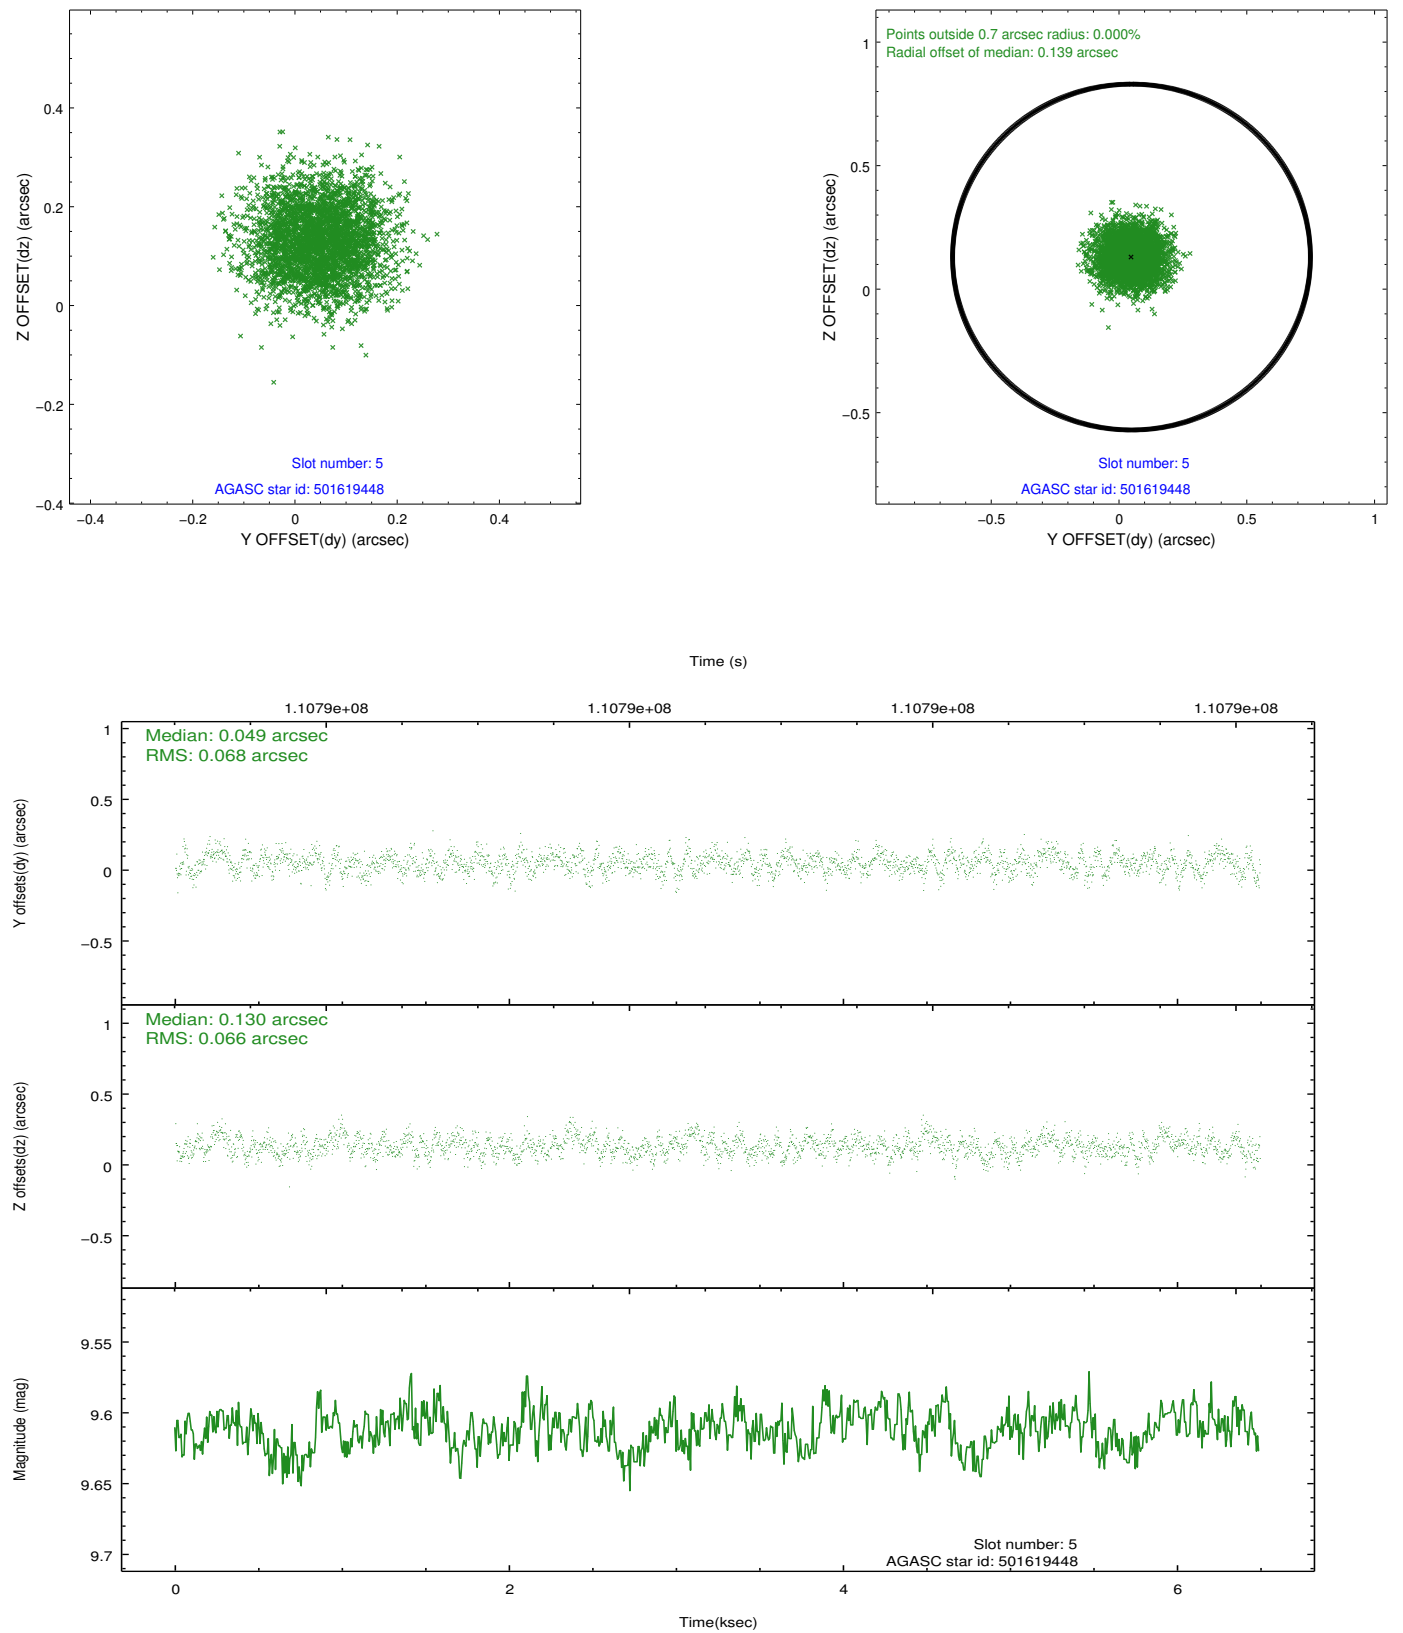 0.4
0.2
0
−0.2
−0.4
Z OFFSET(dz) (arcsec)
Slot number: 5
AGASC star id: 501619448
−0.4 −0.2 0 0.2 0.4
Y OFFSET(dy) (arcsec)
Points outside 0.7 arcsec radius: 0.000%
Radial offset of median: 0.139 arcsec
1
0.5
0
−0.5
Z OFFSET(dz) (arcsec)
Slot number: 5
AGASC star id: 501619448
−0.5 0 0.5 1
Y OFFSET(dy) (arcsec)
Time (s)
1.1079e+08 1.1079e+08 1.1079e+08 1.1079e+08
Median: 0.049 arcsec
RMS: 0.068 arcsec
1
0.5
0
−0.5
Y offsets(dy) (arcsec)
Median: 0.130 arcsec
RMS: 0.066 arcsec
1
0.5
0
−0.5
Z offsets(dz) (arcsec)
9.55
9.6
9.65
9.7
Magnitude (mag)
Slot number: 5
AGASC star id: 501619448
0 2 4 6
Time(ksec)